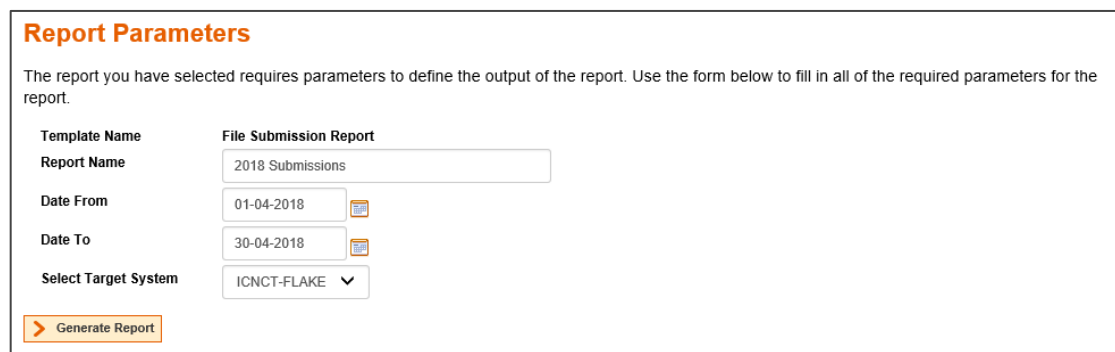 Report Parameters
The report you have selected requires parameters to define the output of the report. Use the form below to fill in all of the required parameters for the
report.
Template Name File Submission Report
Report Name 2018 Submissions
Date From 01-04-2018
Date To 30-04-2018
Select Target System ICNCT-FLAKE
Generate Report